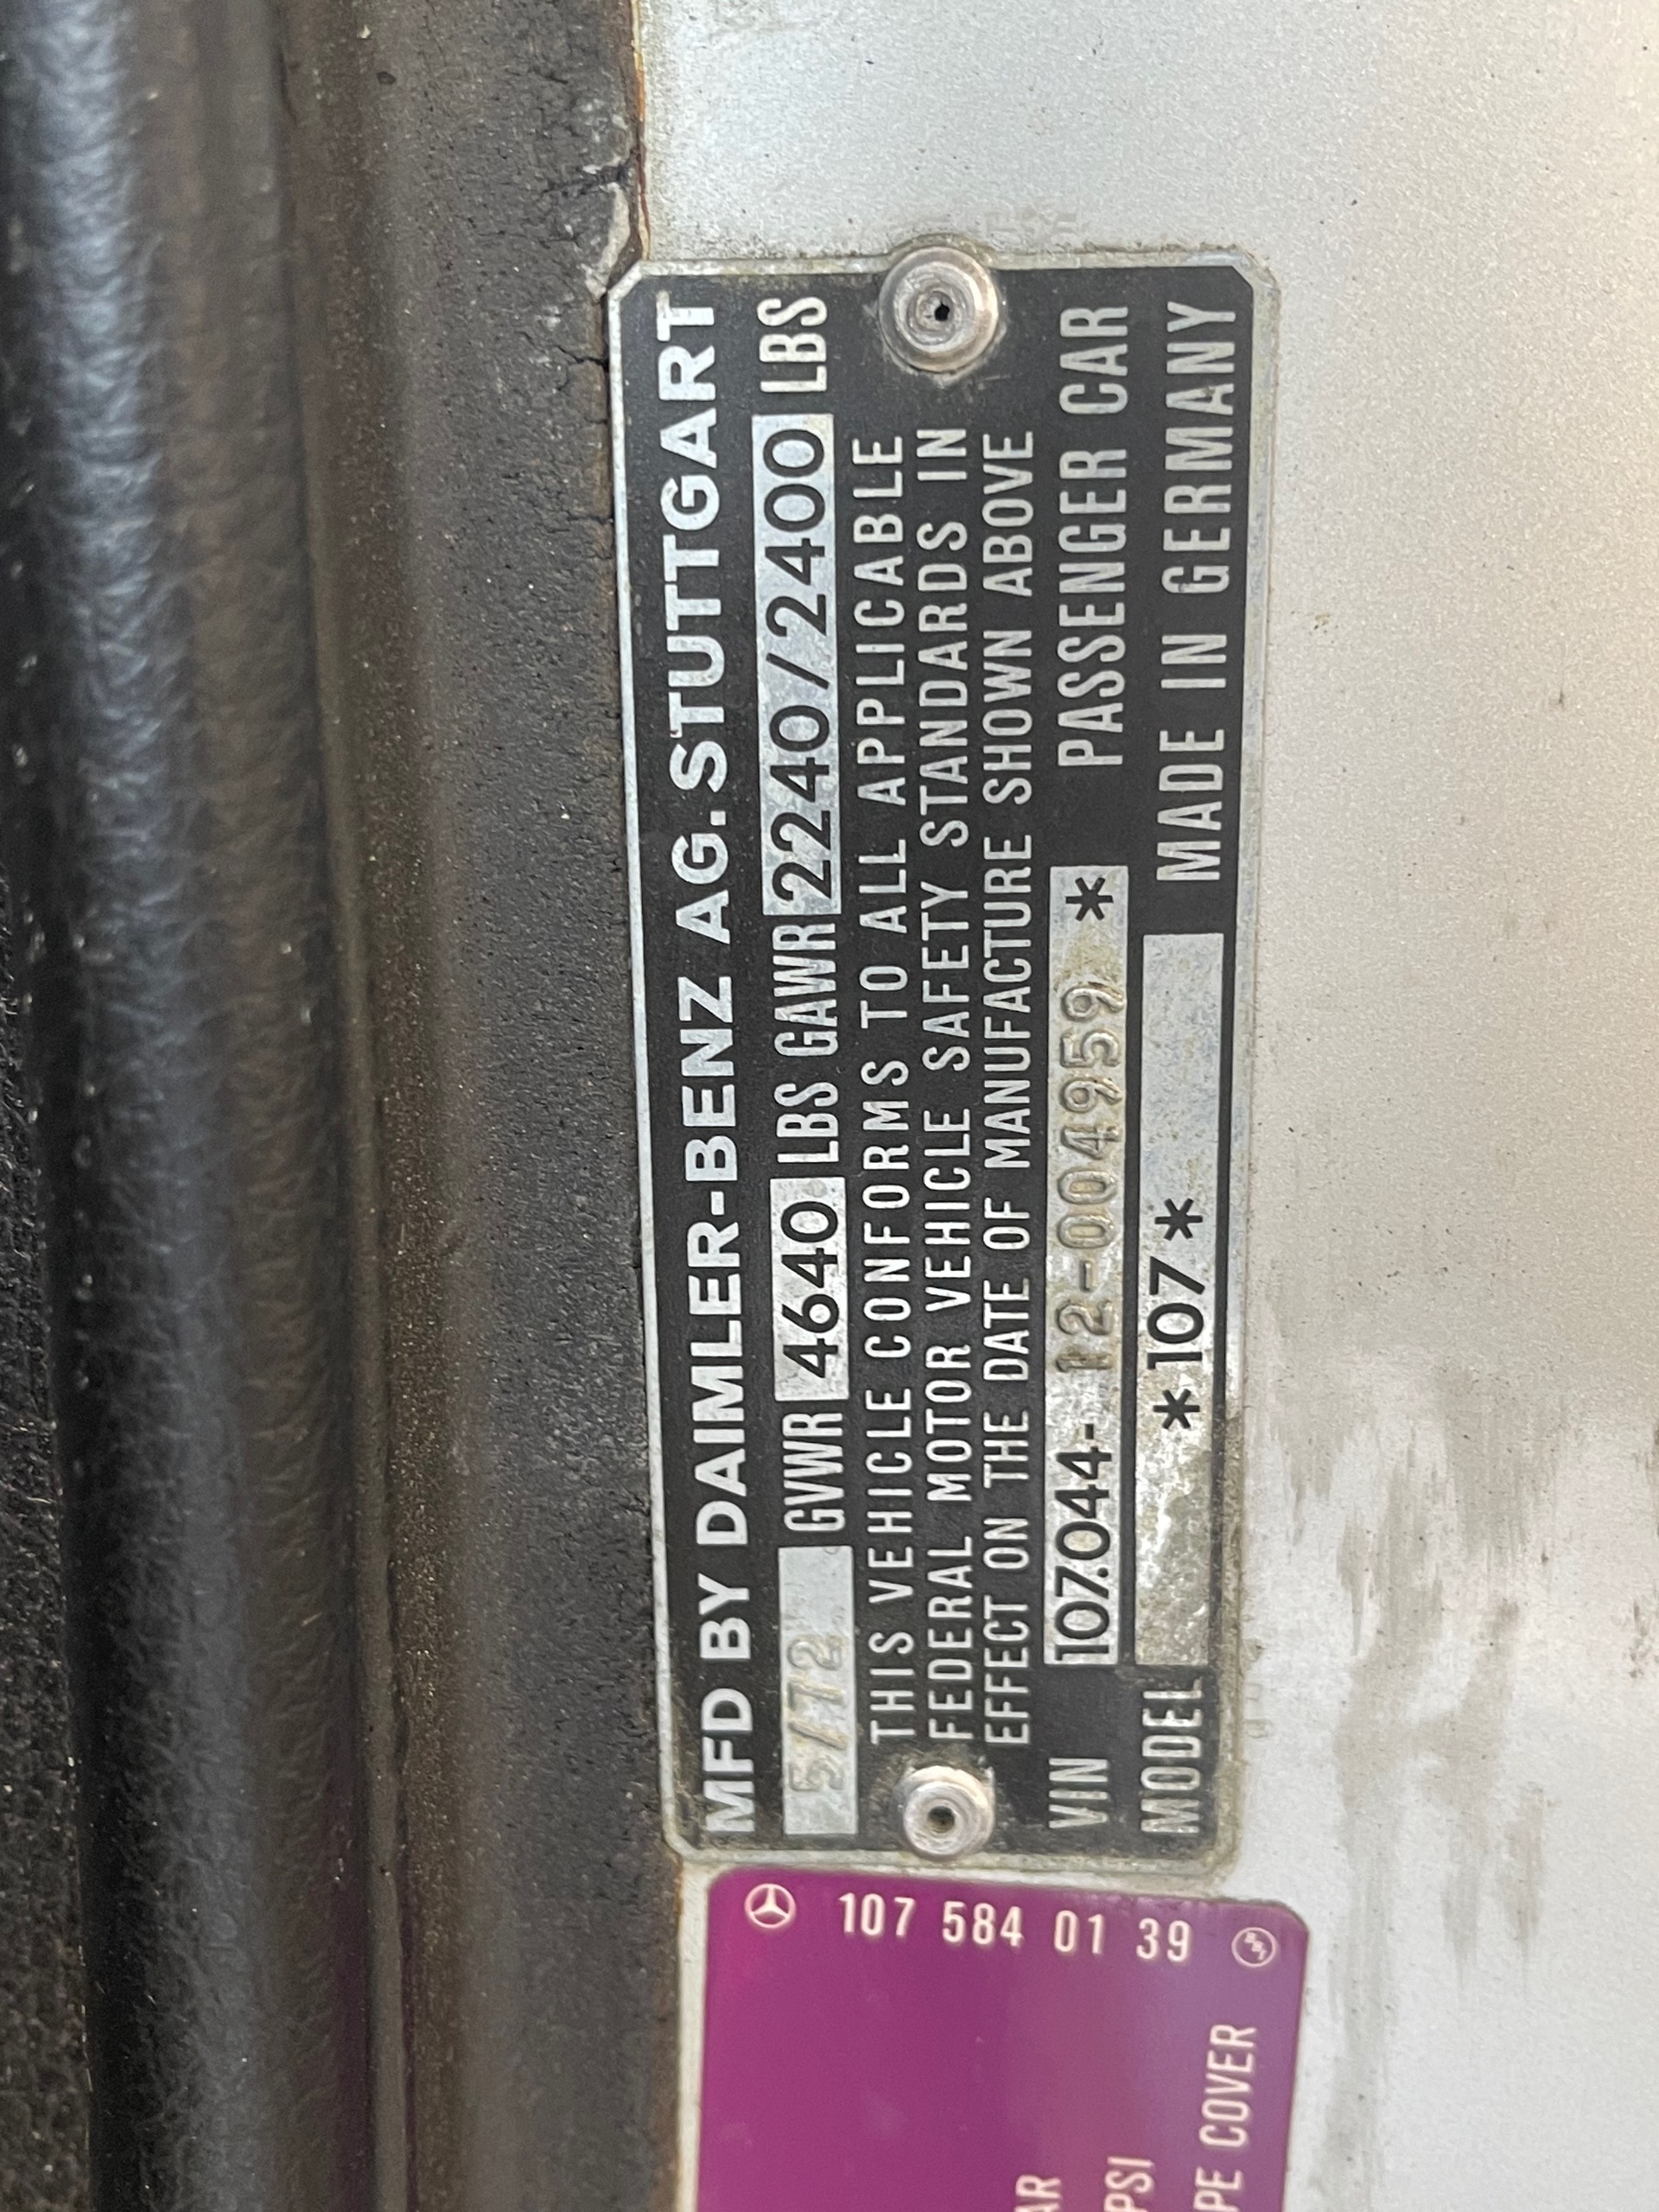 MFD BY DAIMLER-BENZ AG.STUTTGART
5/72 GVWR 4640 LBS GAWR 2240/2400 LBS
THIS VEHICLE CONFORMS TO ALL APPLICABLE
FEDERAL MOTOR VEHICLE SAFETY STANDARDS IN
EFFECT ON THE DATE OF MANUFACTURE SHOWN ABOVE
VIN 107.044-12-004959* PASSENGER CAR
MODEL *107* MADE IN GERMANY
107 584 01 39
PSI
COVER